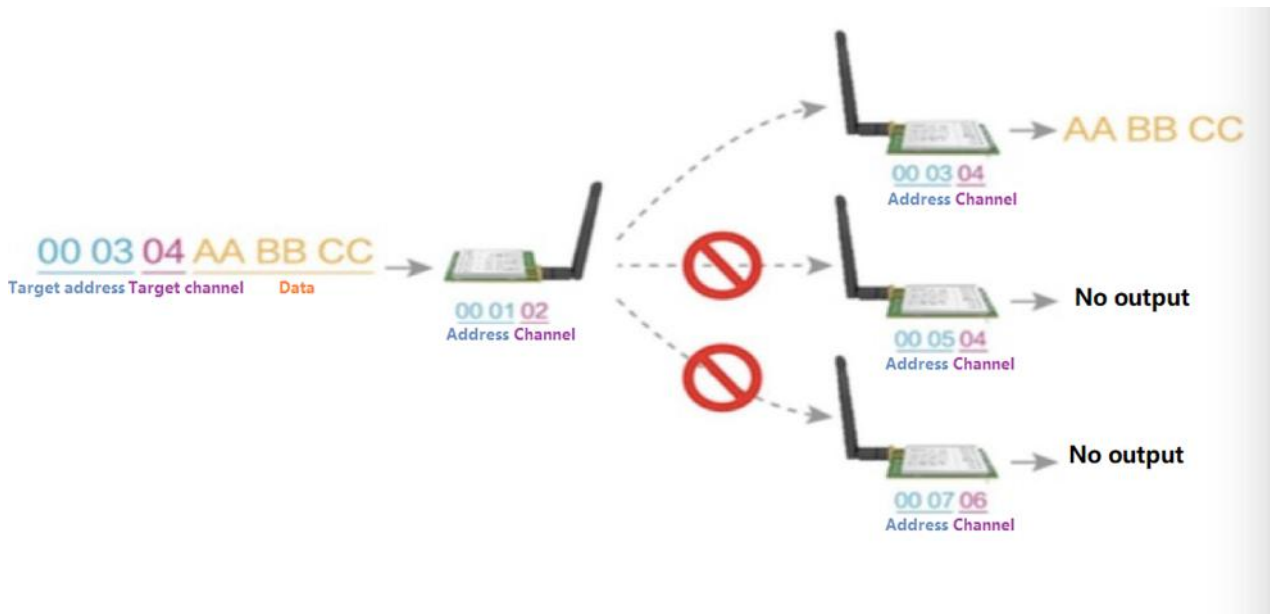 00 03 04 AA BB CC
Target address Target channel Data
00 01 02
Address Channel
AA BB CC
00 03 04
Address Channel
No output
00 05 04
Address Channel
No output
00 07 06
Address Channel